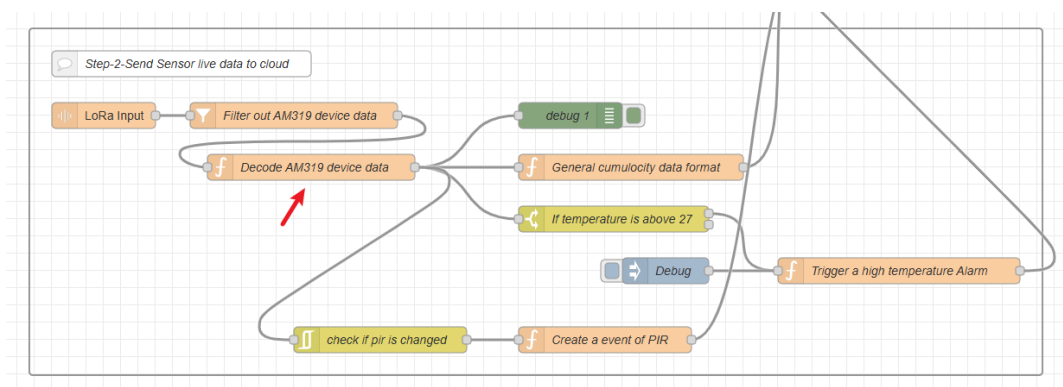 Step-2-Send Sensor live data to cloud
LoRa Input
Filter out AM319 device data
debug 1
Decode AM319 device data
General cumulocity data format
If temperature is above 27
Debug
Trigger a high temperature Alarm
check if pir is changed
Create a event of PIR